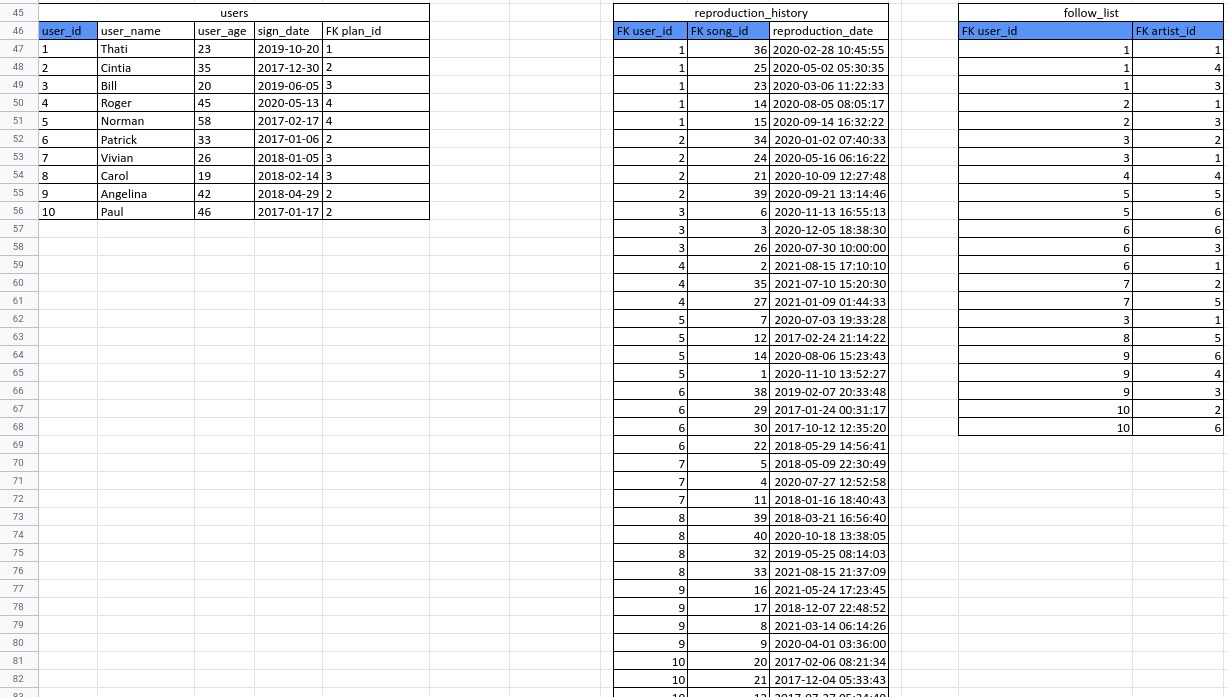 45 users reproduction_history follow_list
46 user_id user_name user_age sign_date FK plan_id FK user_id FK song_id reproduction_date FK user_id FK artist_id
47 1 Thati 23 2019-10-20 1 1 36 2020-02-28 10:45:55 1 1
48 2 Cintia 35 2017-12-30 2 1 25 2020-05-02 05:30:35 1 4
49 3 Bill 20 2019-06-05 3 1 23 2020-03-06 11:22:33 1 3
50 4 Roger 45 2020-05-13 4 1 14 2020-08-05 08:05:17 2 1
51 5 Norman 58 2017-02-17 4 1 15 2020-09-14 16:32:22 2 3
52 6 Patrick 33 2017-01-06 2 2 34 2020-01-02 07:40:33 3 2
53 7 Vivian 26 2018-01-05 3 2 24 2020-05-16 06:16:22 3 1
54 8 Carol 19 2018-02-14 3 2 21 2020-10-09 12:27:48 4 4
55 9 Angelina 42 2018-04-29 2 2 39 2020-09-21 13:14:46 5 5
56 10 Paul 46 2017-01-17 2 3 6 2020-11-13 16:55:13 5 6
57 3 3 2020-12-05 18:38:30 6 6
58 3 26 2020-07-30 10:00:00 6 3
59 4 2 2021-08-15 17:10:10 6 1
60 4 35 2021-07-10 15:20:30 7 2
61 4 27 2021-01-09 01:44:33 7 5
62 5 7 2020-07-03 19:33:28 3 1
63 5 12 2017-02-24 21:14:22 8 5
64 5 14 2020-08-06 15:23:43 9 6
65 5 1 2020-11-10 13:52:27 9 4
66 6 38 2019-02-07 20:33:48 9 3
67 6 29 2017-01-24 00:31:17 10 2
68 6 30 2017-10-12 12:35:20 10 6
69 6 22 2018-05-29 14:56:41
70 7 5 2018-05-09 22:30:49
71 7 4 2020-07-27 12:52:58
72 7 11 2018-01-16 18:40:43
73 8 39 2018-03-21 16:56:40
74 8 40 2020-10-18 13:38:05
75 8 32 2019-05-25 08:14:03
76 8 33 2021-08-15 21:37:09
77 9 16 2021-05-24 17:23:45
78 9 17 2018-12-07 22:48:52
79 9 8 2021-03-14 06:14:26
80 9 9 2020-04-01 03:36:00
81 10 20 2017-02-06 08:21:34
82 10 21 2017-12-04 05:33:43